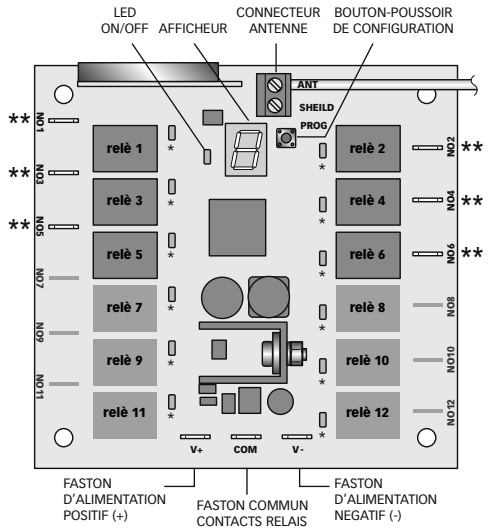 LED
ON/OFF
AFFICHEUR
CONNECTEUR
ANTENNE
BOUTON-POUSSOIR
DE CONFIGURATION
ANT
SHEILD
PROG
** NO1
relè 1
*
relè 2
*
NO2 **
** NO3
relè 3
*
relè 4
*
NO4 **
** NO5
relè 5
*
relè 6
*
NO6 **
NO7
relè 7
*
relè 8
*
NO8
NO9
relè 9
*
relè 10
*
NO10
NO11
relè 11
*
relè 12
*
NO12
V+
COM
V-
FASTON
D'ALIMENTATION
POSITIF (+)
FASTON COMMUN
CONTACTS RELAIS
FASTON
D'ALIMENTATION
NEGATIF (-)